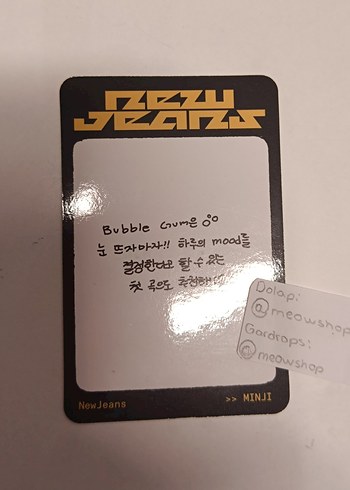 New
Jeans
Bubble Gum은
눈 뜨자마자!! 하루의 mood를
결정한다고 할 수 있는
첫 곡으로 추천해!!
Dolap:
@meowshop
Gardrops:
@meowshop
NewJeans
>> MINJI